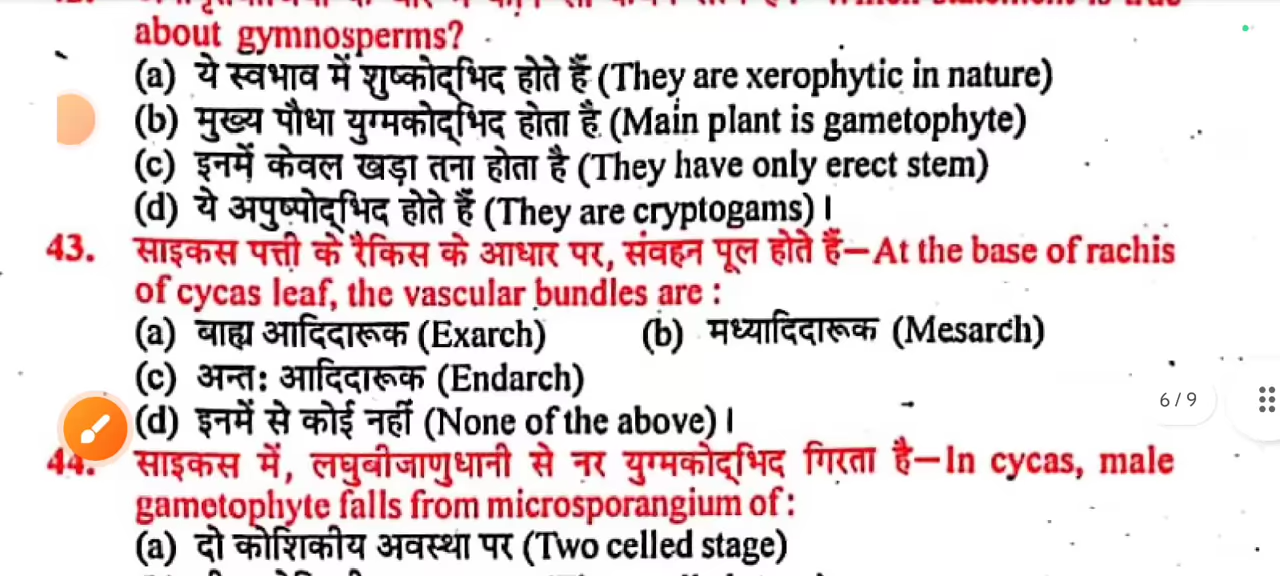 about gymnosperms?
(a) ये स्वभाव में शुष्कोद्भिद होते हैं (They are xerophytic in nature)
(b) मुख्य पौधा युग्मकोद्भिद होता है (Main plant is gametophyte)
(c) इनमें केवल खड़ा तना होता है (They have only erect stem)
(d) ये अपुष्पोद्भिद होते हैं (They are cryptogams)।
43. साइकस पत्ती के रैकिस के आधार पर, संवहन पूल होते हैं—At the base of rachis
of cycas leaf, the vascular bundles are :
(a) बाह्य आदिदारूक (Exarch) (b) मध्यादिदारूक (Mesarch)
(c) अन्तः आदिदारूक (Endarch)
6/9
(d) इनमें से कोई नहीं (None of the above)।
44. साइकस में, लघुबीजाणुधानी से नर युग्मकोद्भिद गिरता है—In cycas, male
gametophyte falls from microsporangium of :
(a) दो कोशिकीय अवस्था पर (Two celled stage)